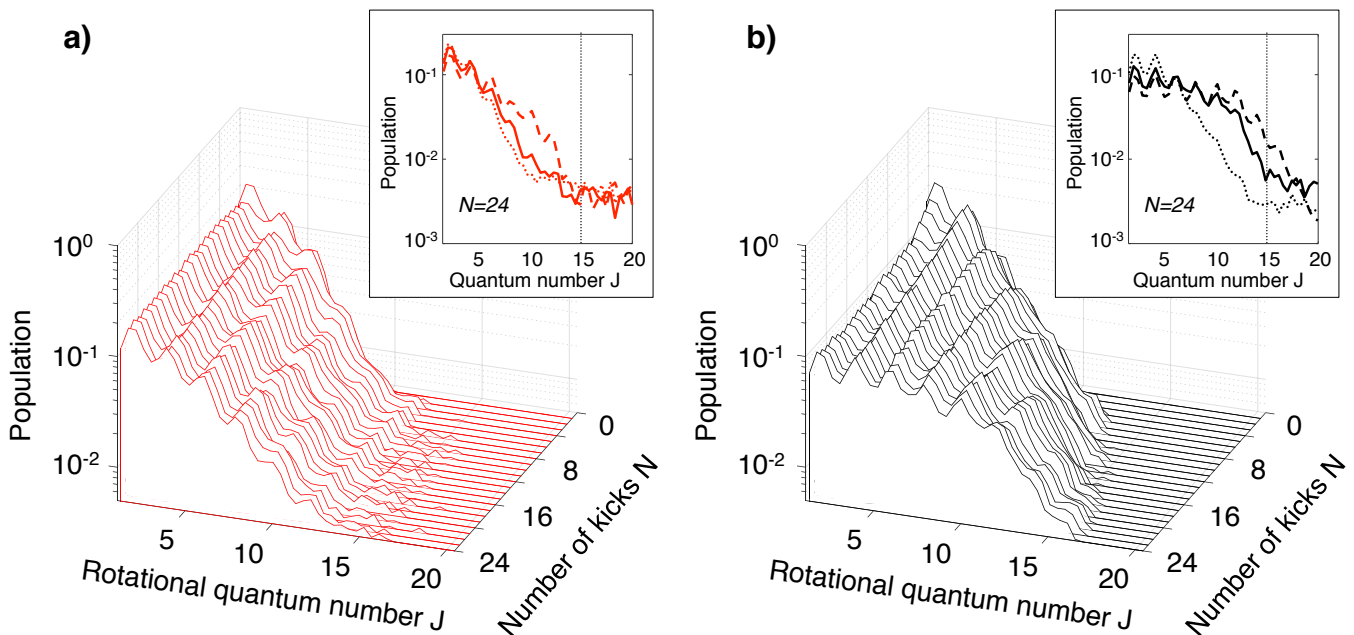 a)
10⁻¹
10⁻²
10⁻³
Population
N=24
5 10 15 20
Quantum number J
10⁰
10⁻¹
10⁻²
Population
5 10 15 20
Rotational quantum number J
0 8 16 24
Number of kicks N
b)
10⁻¹
10⁻²
10⁻³
Population
N=24
5 10 15 20
Quantum number J
10⁰
10⁻¹
10⁻²
Population
5 10 15 20
Rotational quantum number J
0 8 16 24
Number of kicks N